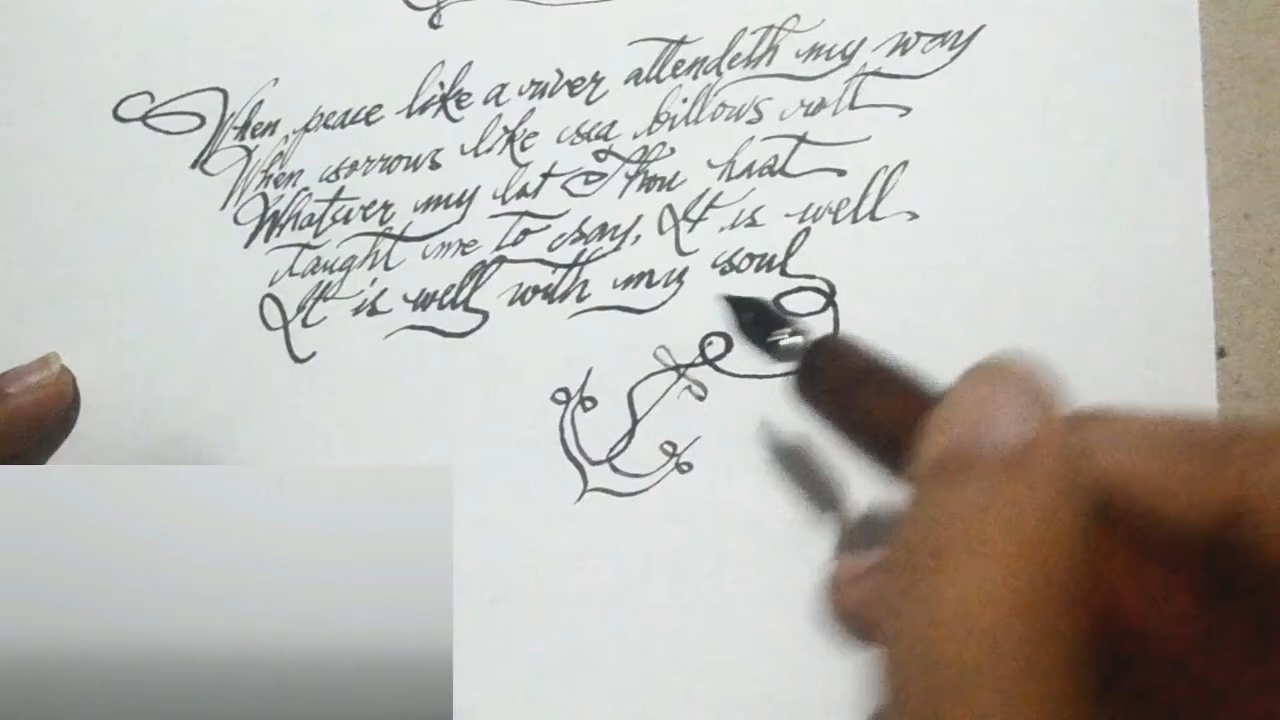 When peace like a river attendeth my way
When sorrows like sea billows roll
Whatever my lot Thou hast
taught me to say, It is well
It is well with my soul